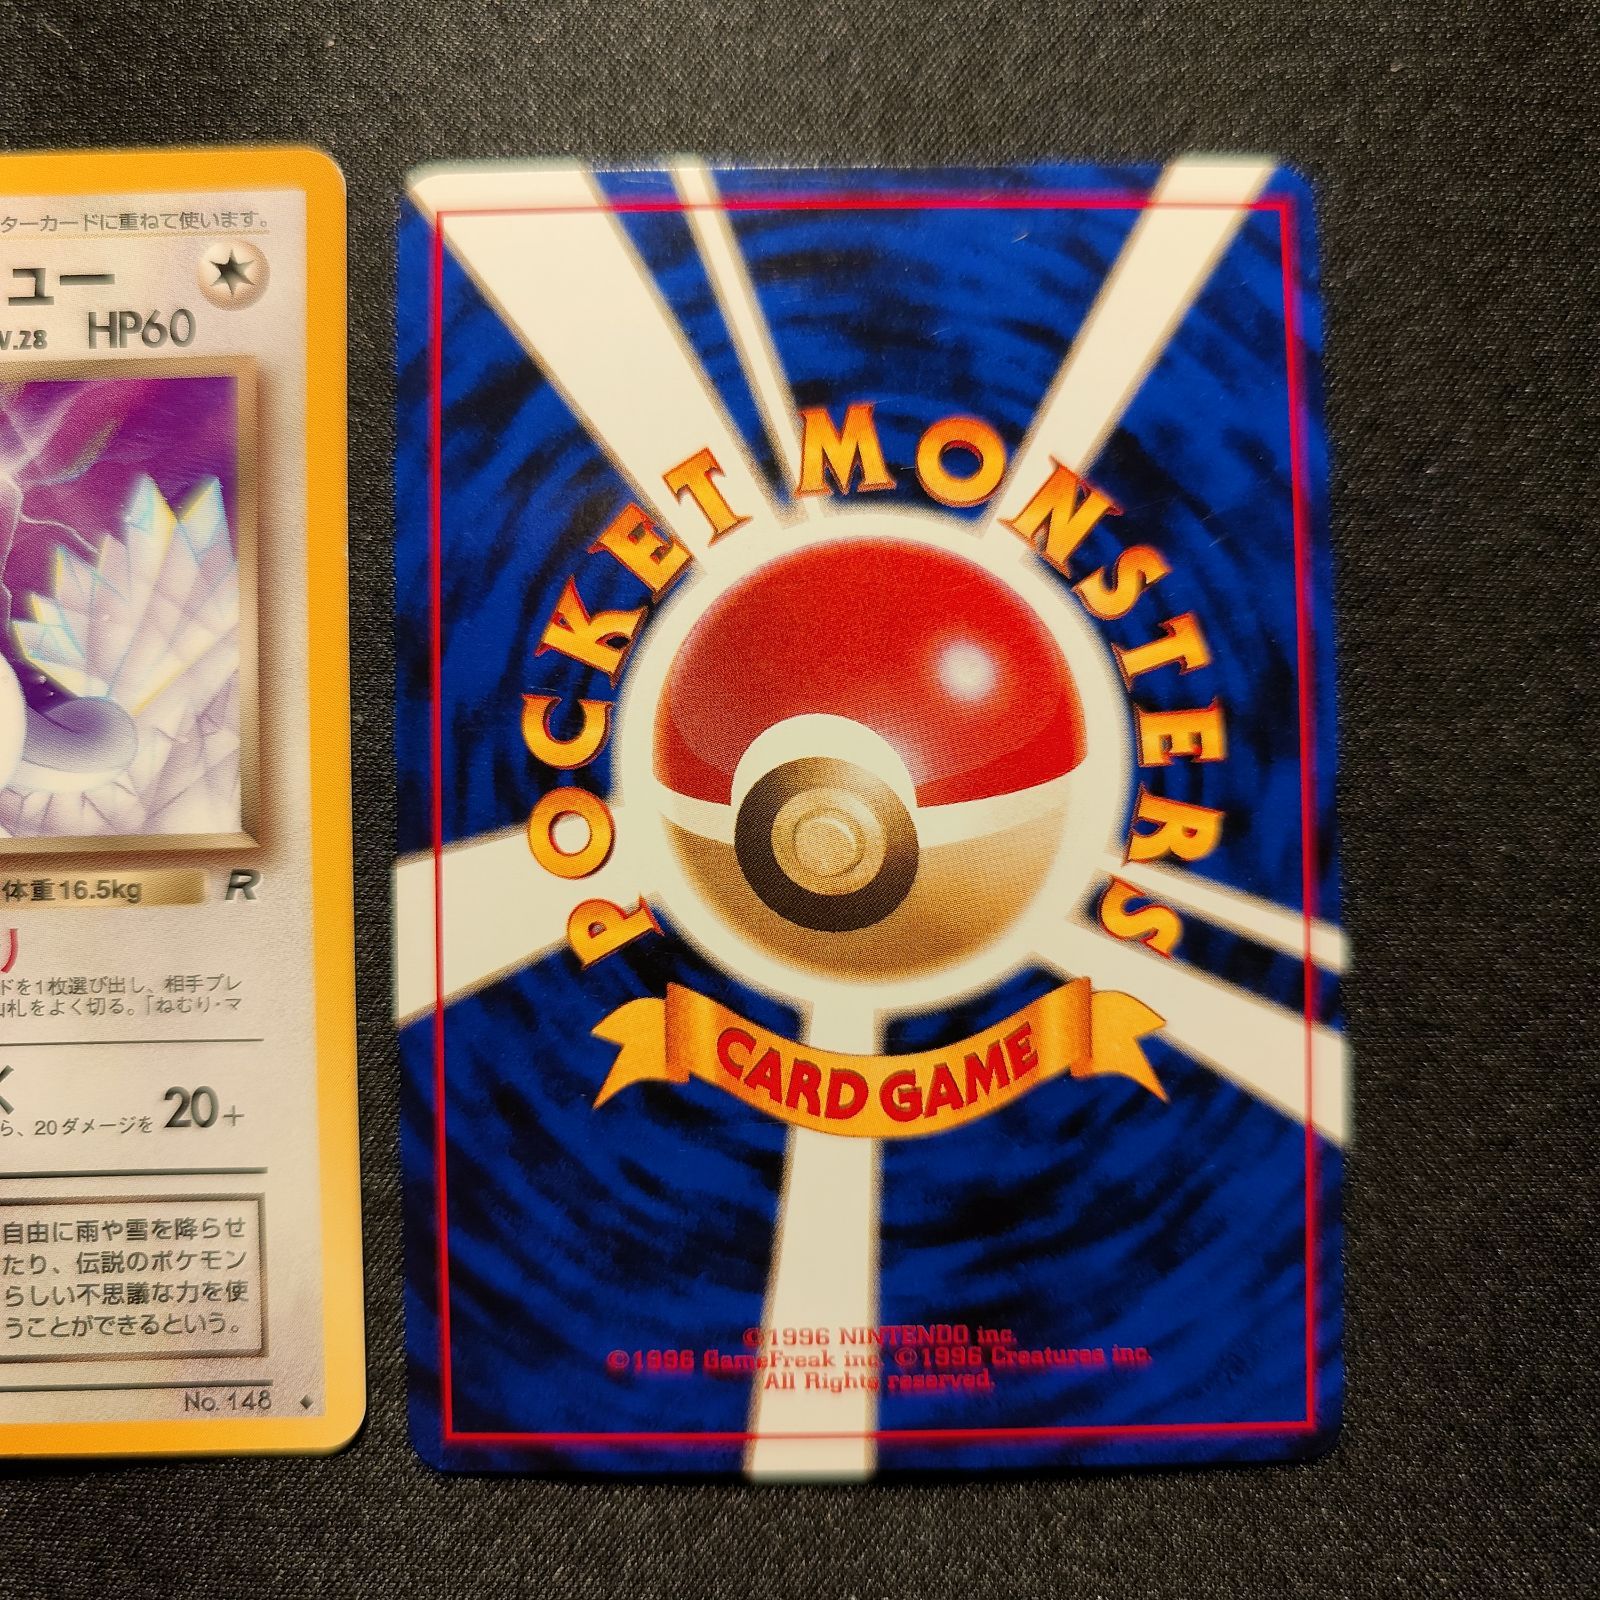 ターカードに重ねて使います。
ュー
V.28 HP60
体重16.5kg R
リ
ドを1枚選び出し、相手プレ
山札をよく切る。「ねむり・マ
く
ら、20ダメージを 20+
自由に雨や雪を降らせ
たり、伝説のポケモン
らしい不思議な力を使
うことができるという。
No. 148 ♦
POCKET MONSTERS
CARD GAME
©1996 NINTENDO inc.
©1996 GameFreak inc. ©1996 Creatures inc.
All Rights reserved.